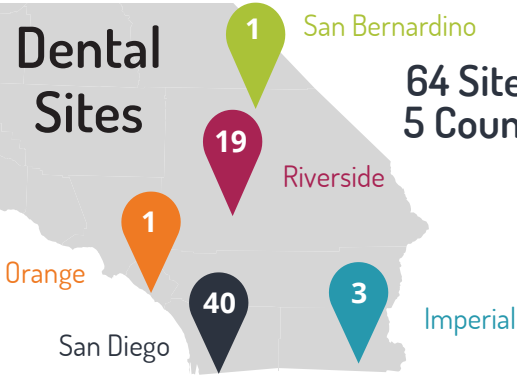 Dental
Sites
1
San Bernardino
64 Site
5 Coun
19
Riverside
1
Orange
40
San Diego
3
Imperial